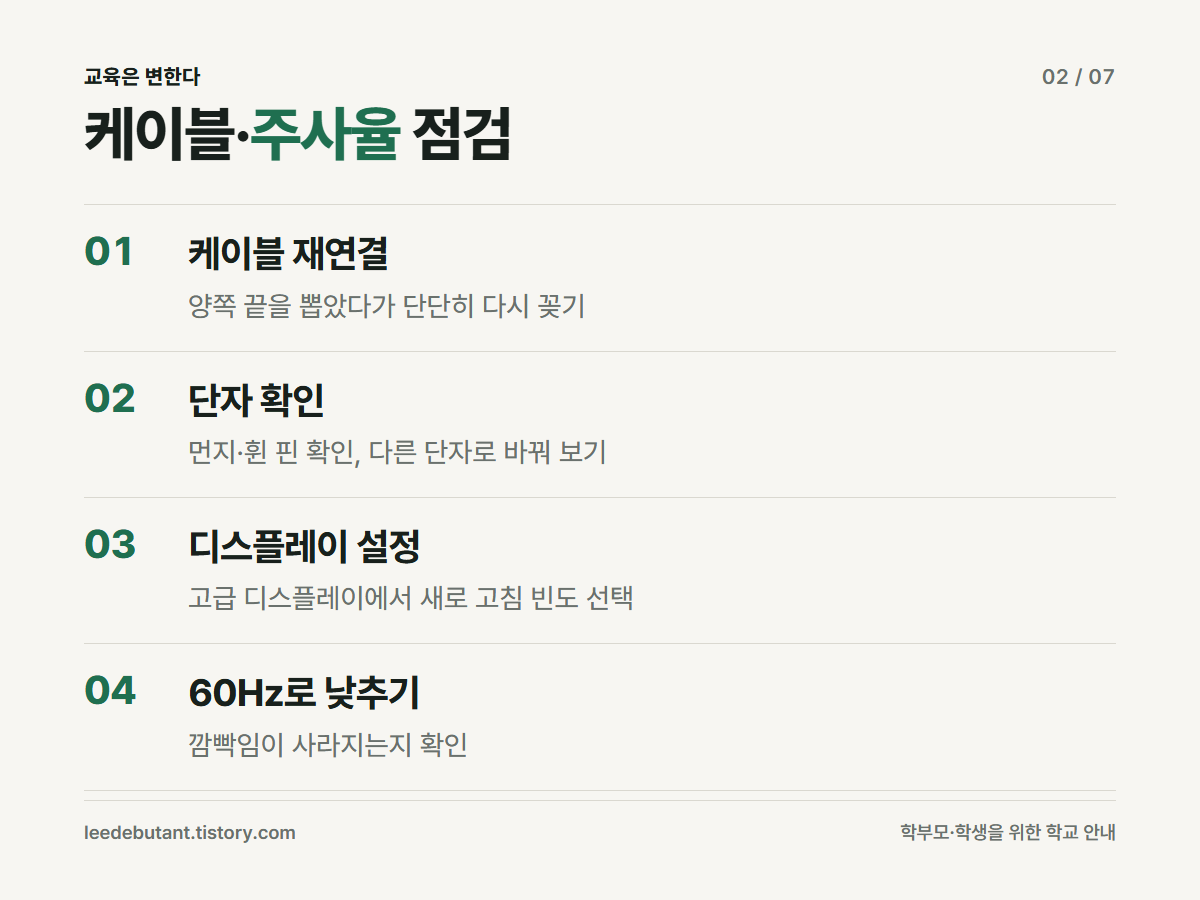 교육은 변한다
02 / 07
케이블·주사율 점검
01
케이블 재연결
양쪽 끝을 뽑았다가 단단히 다시 꽂기
02
단자 확인
먼지·휜 핀 확인, 다른 단자로 바꿔 보기
03
디스플레이 설정
고급 디스플레이에서 새로 고침 빈도 선택
04
60Hz로 낮추기
깜빡임이 사라지는지 확인
leedebutant.tistory.com
학부모·학생을 위한 학교 안내